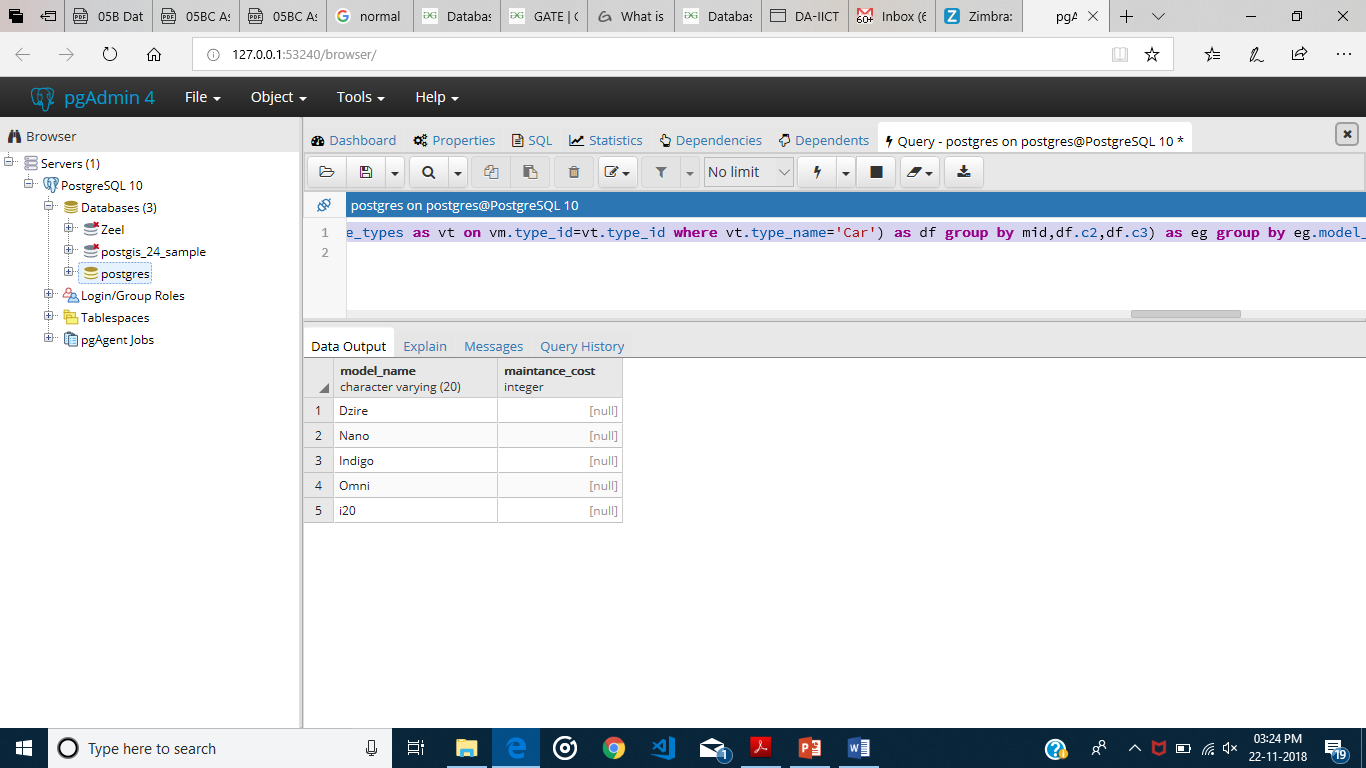 05B Dat
05BC As
05BC As
normal
Databas
GATE | C
What is
Databas
DA-IICT
Inbox (6
Zimbra:
pgA
127.0.0.1:53240/browser/
pgAdmin 4
File
Object
Tools
Help
Browser
Servers (1)
PostgreSQL 10
Databases (3)
Zeel
postgis_24_sample
postgres
Login/Group Roles
Tablespaces
pgAgent Jobs
Dashboard
Properties
SQL
Statistics
Dependencies
Dependents
Query - postgres on postgres@PostgreSQL 10 *
No limit
postgres on postgres@PostgreSQL 10
1 e_types as vt on vm.type_id=vt.type_id where vt.type_name='Car') as df group by mid,df.c2,df.c3) as eg group by eg.model_
2
Data Output
Explain
Messages
Query History
model_name maintance_cost
character varying (20) integer
1 Dzire [null]
2 Nano [null]
3 Indigo [null]
4 Omni [null]
5 i20 [null]
Type here to search
1
03:24 PM
22-11-2018
19